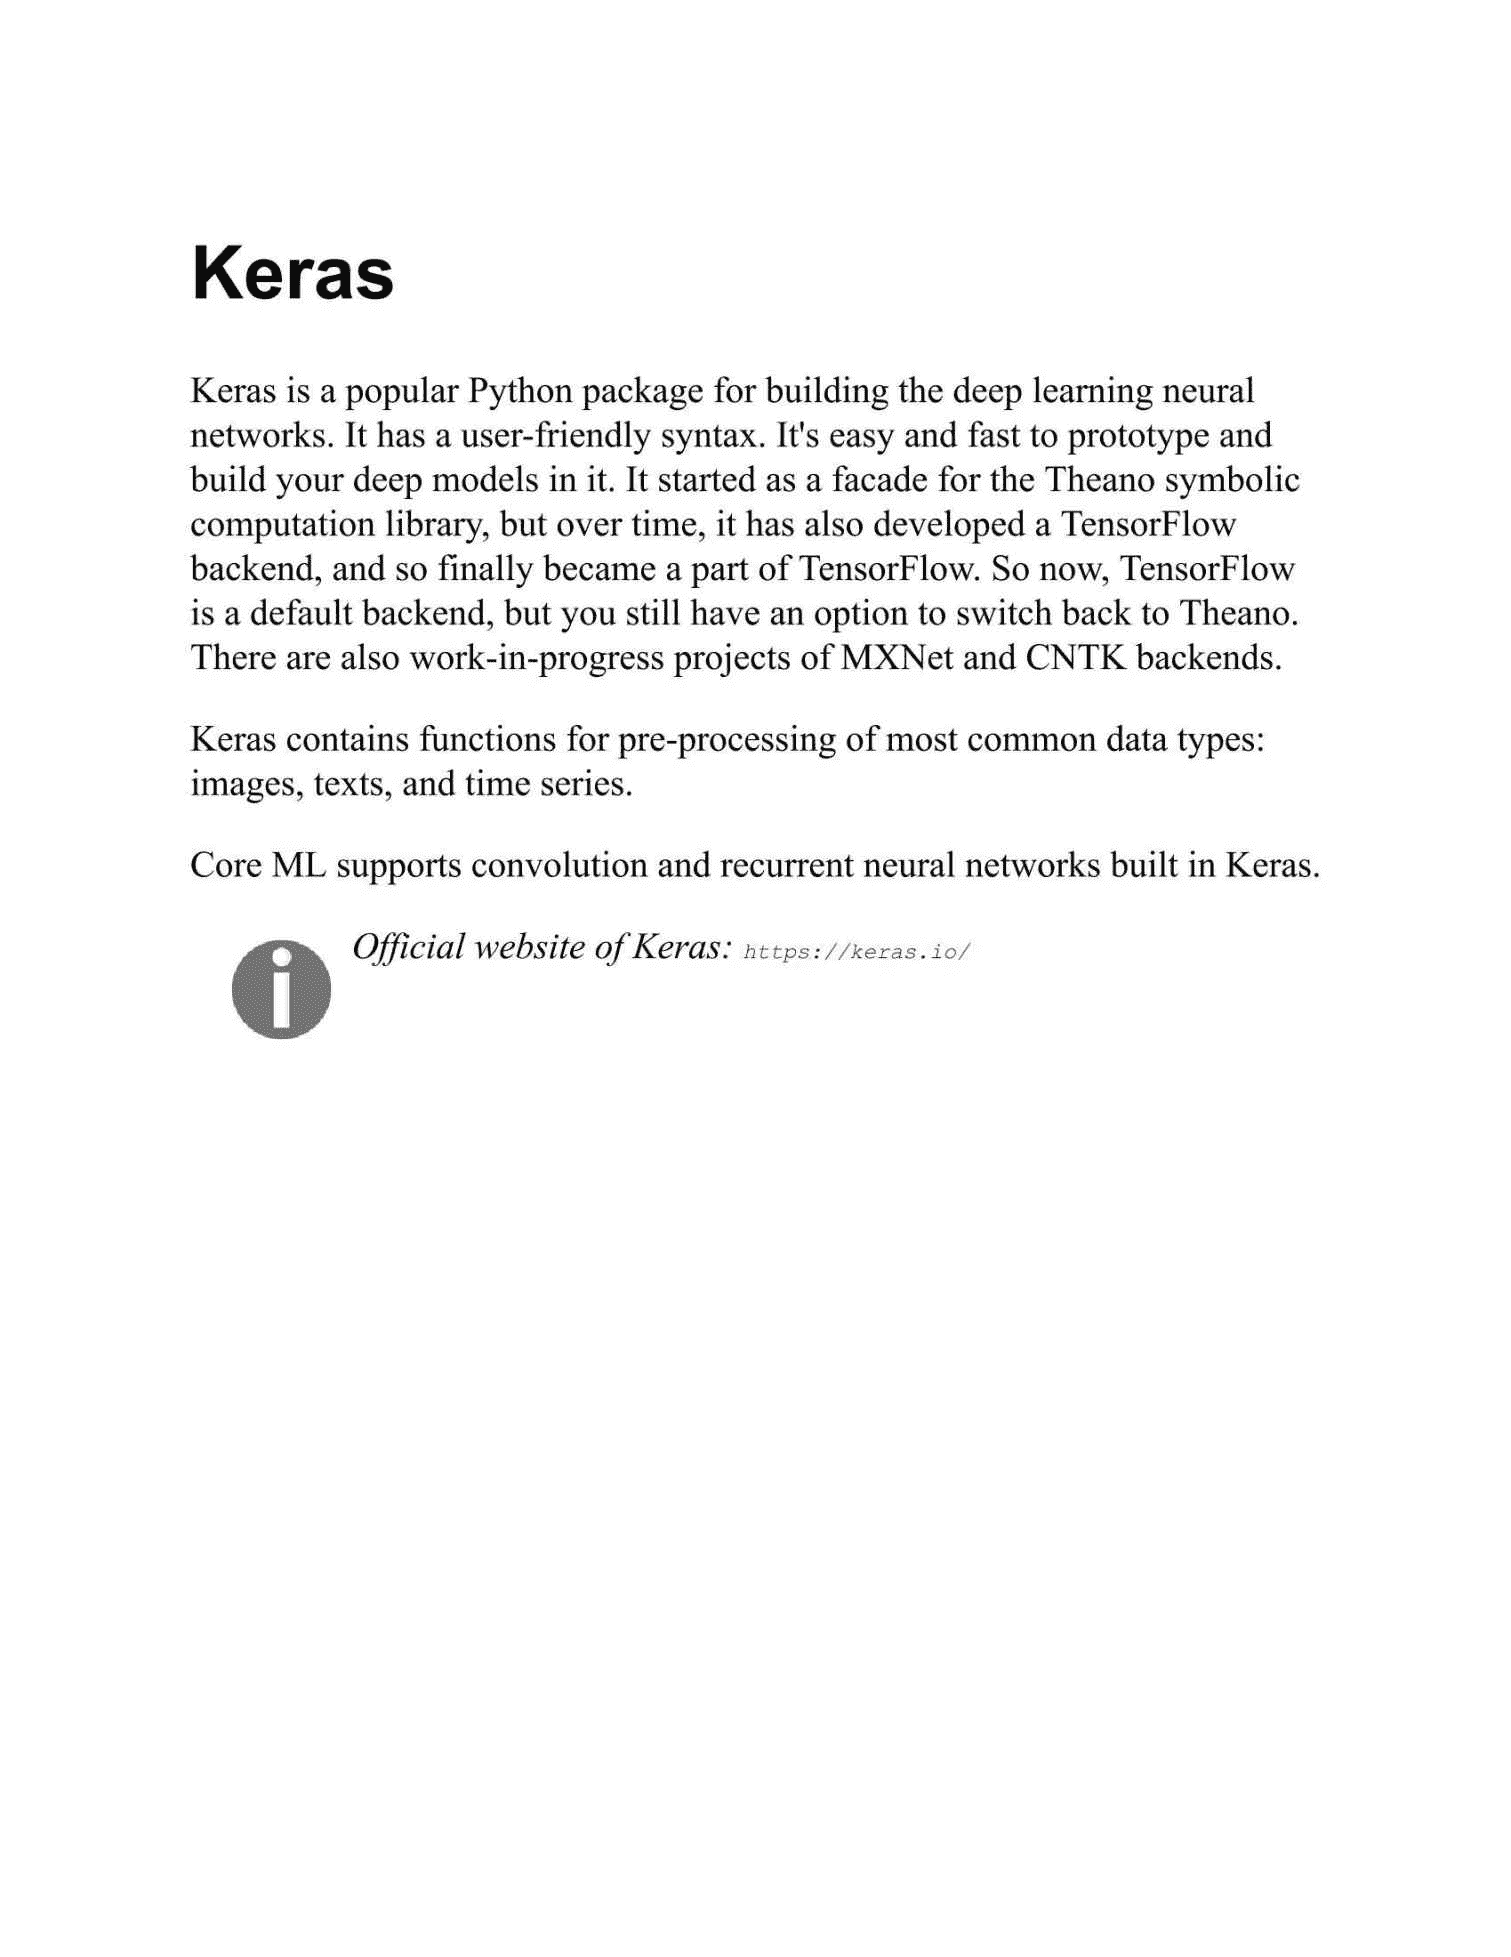 Keras
Keras is a popular Python package for building the deep learning neural
networks. It has a user-friendly syntax. It's easy and fast to prototype and
build your deep models in it. It started as a facade for the Theano symbolic
computation library, but over time, it has also developed a TensorFlow
backend, and so finally became a part of TensorFlow. So now, TensorFlow
is a default backend, but you still have an option to switch back to Theano.
There are also work-in-progress projects of MXNet and CNTK backends.
Keras contains functions for pre-processing of most common data types:
images, texts, and time series.
Core ML supports convolution and recurrent neural networks built in Keras.
Official website of Keras: https://keras.io/